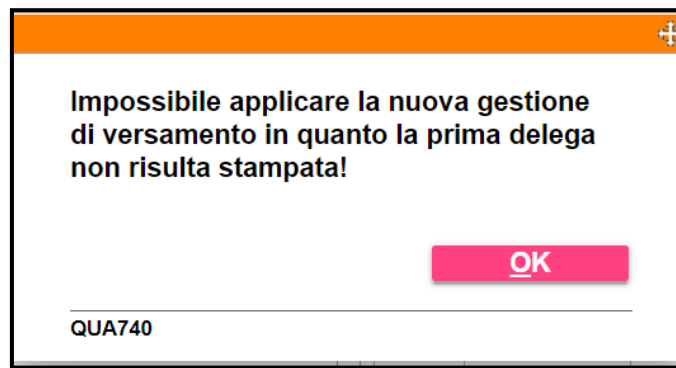 Impossibile applicare la nuova gestione
di versamento in quanto la prima delega
non risulta stampata!
OK
QUA740